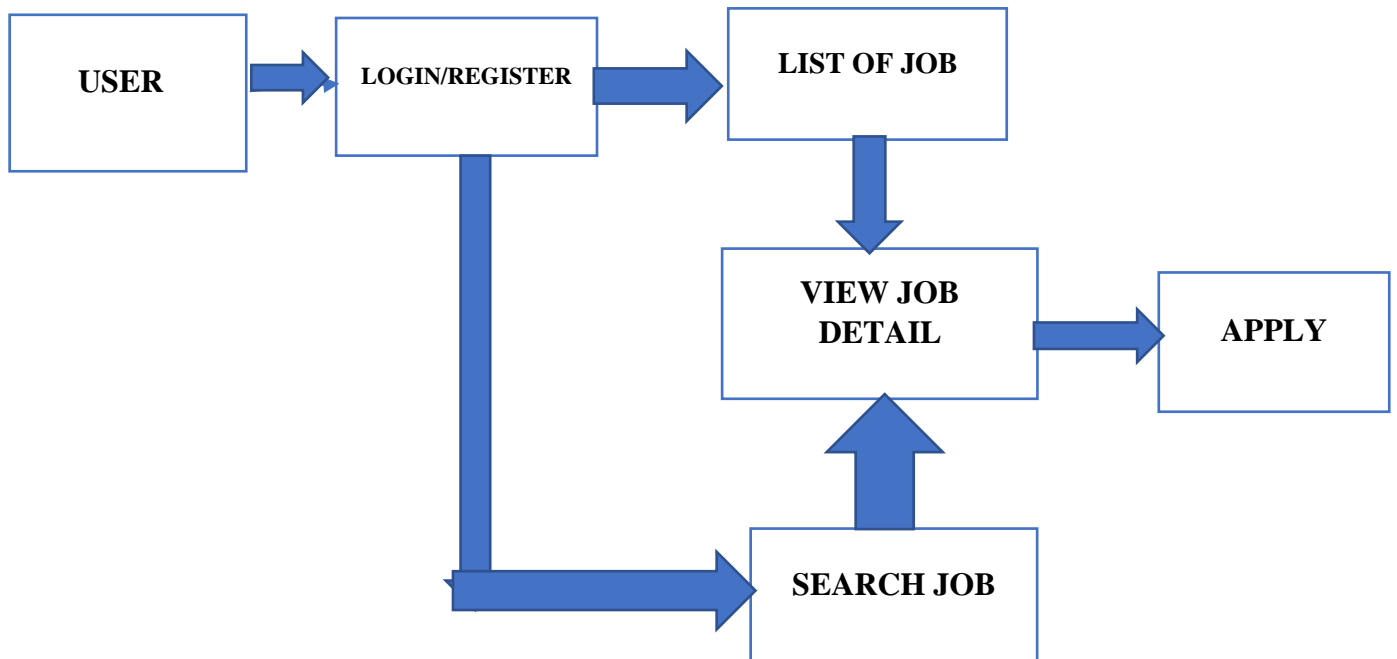 USER
LOGIN/REGISTER
LIST OF JOB
VIEW JOB
DETAIL
APPLY
SEARCH JOB